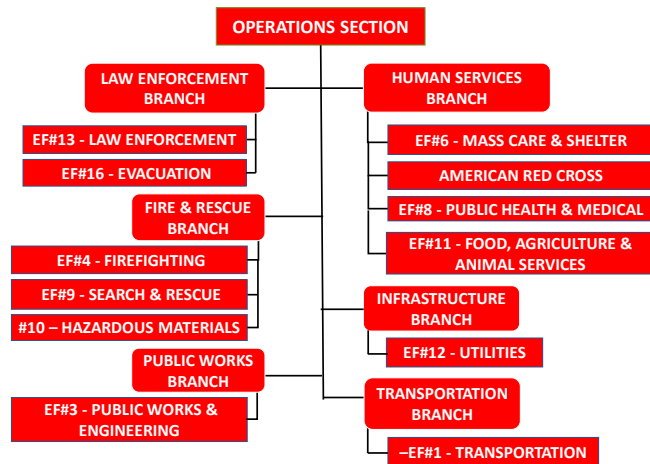 OPERATIONS SECTION
LAW ENFORCEMENT
BRANCH
EF#13 - LAW ENFORCEMENT
EF#16 - EVACUATION
FIRE & RESCUE
BRANCH
EF#4 - FIREFIGHTING
EF#9 - SEARCH & RESCUE
#10 – HAZARDOUS MATERIALS
PUBLIC WORKS
BRANCH
EF#3 - PUBLIC WORKS &
ENGINEERING
HUMAN SERVICES
BRANCH
EF#6 - MASS CARE & SHELTER
AMERICAN RED CROSS
EF#8 - PUBLIC HEALTH & MEDICAL
EF#11 - FOOD, AGRICULTURE &
ANIMAL SERVICES
INFRASTRUCTURE
BRANCH
EF#12 - UTILITIES
TRANSPORTATION
BRANCH
–EF#1 - TRANSPORTATION